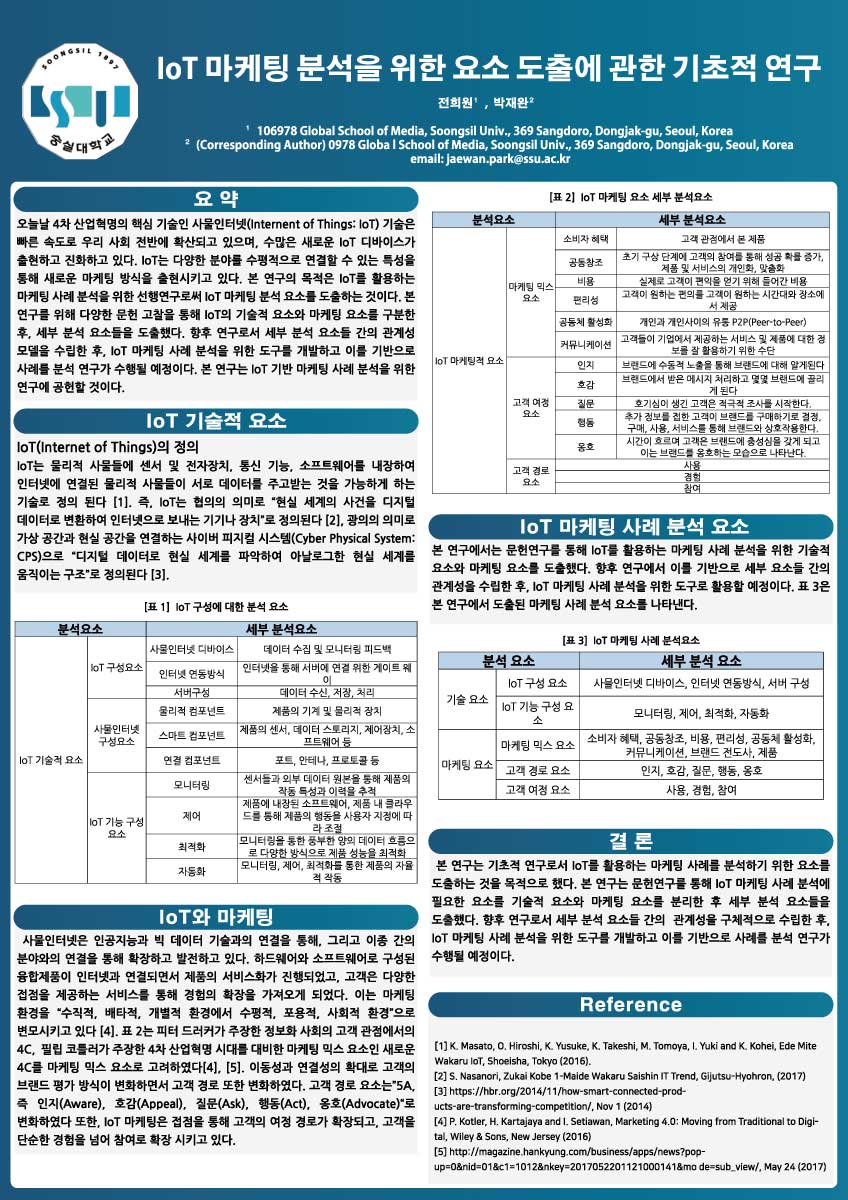 SOONGSIL 1897
숭실대학교
IoT 마케팅 분석을 위한 요소 도출에 관한 기초적 연구
전희원¹ , 박재완²
¹ 106978 Global School of Media, Soongsil Univ., 369 Sangdoro, Dongjak-gu, Seoul, Korea
² (Corresponding Author) 0978 Globa l School of Media, Soongsil Univ., 369 Sangdoro, Dongjak-gu, Seoul, Korea
email: jaewan.park@ssu.ac.kr
요 약
오늘날 4차 산업혁명의 핵심 기술인 사물인터넷(Internent of Things: IoT) 기술은
빠른 속도로 우리 사회 전반에 확산되고 있으며, 수많은 새로운 IoT 디바이스가
출현하고 진화하고 있다. IoT는 다양한 분야를 수평적으로 연결할 수 있는 특성을
통해 새로운 마케팅 방식을 출현시키고 있다. 본 연구의 목적은 IoT를 활용하는
마케팅 사례 분석을 위한 선행연구로써 IoT 마케팅 분석 요소를 도출하는 것이다. 본
연구를 위해 다양한 문헌 고찰을 통해 IoT의 기술적 요소와 마케팅 요소를 구분한
후, 세부 분석 요소들을 도출했다. 향후 연구로서 세부 분석 요소들 간의 관계성
모델을 수립한 후, IoT 마케팅 사례 분석을 위한 도구를 개발하고 이를 기반으로
사례를 분석 연구가 수행될 예정이다. 본 연구는 IoT 기반 마케팅 사례 분석을 위한
연구에 공헌할 것이다.
IoT 기술적 요소
IoT(Internet of Things)의 정의
IoT는 물리적 사물들에 센서 및 전자장치, 통신 기능, 소프트웨어를 내장하여
인터넷에 연결된 물리적 사물들이 서로 데이터를 주고받는 것을 가능하게 하는
기술로 정의 된다 [1]. 즉, IoT는 협의의 의미로 “현실 세계의 사건을 디지털
데이터로 변환하여 인터넷으로 보내는 기기나 장치”로 정의된다 [2], 광의의 의미로
가상 공간과 현실 공간을 연결하는 사이버 피지컬 시스템(Cyber Physical System:
CPS)으로 “디지털 데이터로 현실 세계를 파악하여 아날로그한 현실 세계를
움직이는 구조”로 정의된다 [3].
[표 1] IoT 구성에 대한 분석 요소
분석요소 세부 분석요소
IoT 기술적 요소
IoT 구성요소
사물인터넷 디바이스 데이터 수집 및 모니터링 피드백
인터넷 연동방식 인터넷을 통해 서버에 연결 위한 게이트 웨
이
서버구성 데이터 수신, 저장, 처리
사물인터넷
구성요소
물리적 컴포넌트 제품의 기계 및 물리적 장치
스마트 컴포넌트 제품의 센서, 데이터 스토리지, 제어장치, 소
프트웨어 등
연결 컴포넌트 포트, 안테나, 프로토콜 등
IoT 기능 구성
요소
모니터링 센서들과 외부 데이터 원본을 통해 제품의
작동 특성과 이력을 추적
제어 제품에 내장된 소프트웨어, 제품 내 클라우
드를 통해 제품의 행동을 사용자 지정에 따
라 조절
최적화 모니터링을 통한 풍부한 양의 데이터 흐름으
로 다양한 방식으로 제품 성능을 최적화
자동화 모니터링, 제어, 최적화를 통한 제품의 자율
적 작동
IoT와 마케팅
사물인터넷은 인공지능과 빅 데이터 기술과의 연결을 통해, 그리고 이종 간의
분야와의 연결을 통해 확장하고 발전하고 있다. 하드웨어와 소프트웨어로 구성된
융합제품이 인터넷과 연결되면서 제품의 서비스화가 진행되었고, 고객은 다양한
접점을 제공하는 서비스를 통해 경험의 확장을 가져오게 되었다. 이는 마케팅
환경을 “수직적, 배타적, 개별적 환경에서 수평적, 포용적, 사회적 환경”으로
변모시키고 있다 [4]. 표 2는 피터 드러커가 주장한 정보화 사회의 고객 관점에서의
4C, 필립 코틀러가 주장한 4차 산업혁명 시대를 대비한 마케팅 믹스 요소인 새로운
4C를 마케팅 믹스 요소로 고려하였다[4], [5]. 이동성과 연결성의 확대로 고객의
브랜드 평가 방식이 변화하면서 고객 경로 또한 변화하였다. 고객 경로 요소는”5A,
즉 인지(Aware), 호감(Appeal), 질문(Ask), 행동(Act), 옹호(Advocate)“로
변화하였다 또한, IoT 마케팅은 접점을 통해 고객의 여정 경로가 확장되고, 고객을
단순한 경험을 넘어 참여로 확장 시키고 있다.
[표 2] IoT 마케팅 요소 세부 분석요소
분석요소 세부 분석요소
IoT 마케팅적 요소
마케팅 믹스
요소
소비자 혜택 고객 관점에서 본 제품
공동창조 초기 구상 단계에 고객의 참여를 통해 성공 확률 증가,
제품 및 서비스의 개인화, 맞춤화
비용 실제로 고객이 편익을 얻기 위해 들어간 비용
편리성 고객이 원하는 편의를 고객이 원하는 시간대와 장소에
서 제공
공동체 활성화 개인과 개인사이의 유통 P2P(Peer-to-Peer)
커뮤니케이션 고객들이 기업에서 제공하는 서비스 및 제품에 대한 정
보를 잘 활용하기 위한 수단
고객 여정
요소
인지 브랜드에 수동적 노출을 통해 브랜드에 대해 알게된다
호감 브랜드에서 받은 메시지 처리하고 몇몇 브랜드에 끌리
게 된다
질문 호기심이 생긴 고객은 적극적 조사를 시작한다.
행동 추가 정보를 접한 고객이 브랜드를 구매하기로 결정,
구매, 사용, 서비스를 통해 브랜드와 상호작용한다.
옹호 시간이 흐르며 고객은 브랜드에 충성심을 갖게 되고
이는 브랜드를 옹호하는 모습으로 나타난다.
고객 경로
요소
사용
경험
참여
IoT 마케팅 사례 분석 요소
본 연구에서는 문헌연구를 통해 IoT를 활용하는 마케팅 사례 분석을 위한 기술적
요소와 마케팅 요소를 도출했다. 향후 연구에서 이를 기반으로 세부 요소들 간의
관계성을 수립한 후, IoT 마케팅 사례 분석을 위한 도구로 활용할 예정이다. 표 3은
본 연구에서 도출된 마케팅 사례 분석 요소를 나타낸다.
[표 3] IoT 마케팅 사례 분석요소
분석 요소 세부 분석 요소
기술 요소
IoT 구성 요소 사물인터넷 디바이스, 인터넷 연동방식, 서버 구성
IoT 기능 구성 요
소
모니터링, 제어, 최적화, 자동화
마케팅 요소
마케팅 믹스 요소 소비자 혜택, 공동창조, 비용, 편리성, 공동체 활성화,
커뮤니케이션, 브랜드 전도사, 제품
고객 경로 요소 인지, 호감, 질문, 행동, 옹호
고객 여정 요소 사용, 경험, 참여
결 론
본 연구는 기초적 연구로서 IoT를 활용하는 마케팅 사례를 분석하기 위한 요소를
도출하는 것을 목적으로 했다. 본 연구는 문헌연구를 통해 IoT 마케팅 사례 분석에
필요한 요소를 기술적 요소와 마케팅 요소를 분리한 후 세부 분석 요소들을
도출했다. 향후 연구로서 세부 분석 요소들 간의 관계성을 구체적으로 수립한 후,
IoT 마케팅 사례 분석을 위한 도구를 개발하고 이를 기반으로 사례를 분석 연구가
수행될 예정이다.
Reference
[1] K. Masato, O. Hiroshi, K. Yusuke, K. Takeshi, M. Tomoya, I. Yuki and K. Kohei, Ede Mite
Wakaru IoT, Shoeisha, Tokyo (2016).
[2] S. Nasanori, Zukai Kobe 1-Maide Wakaru Saishin IT Trend, Gijutsu-Hyohron, (2017)
[3] https://hbr.org/2014/11/how-smart-connected-prod-
ucts-are-transforming-competition/, Nov 1 (2014)
[4] P. Kotler, H. Kartajaya and I. Setiawan, Marketing 4.0: Moving from Traditional to Digi-
tal, Wiley & Sons, New Jersey (2016)
[5] http://magazine.hankyung.com/business/apps/news?pop-
up=0&nid=01&c1=1012&nkey=2017052201121000141&mo de=sub_view/, May 24 (2017)